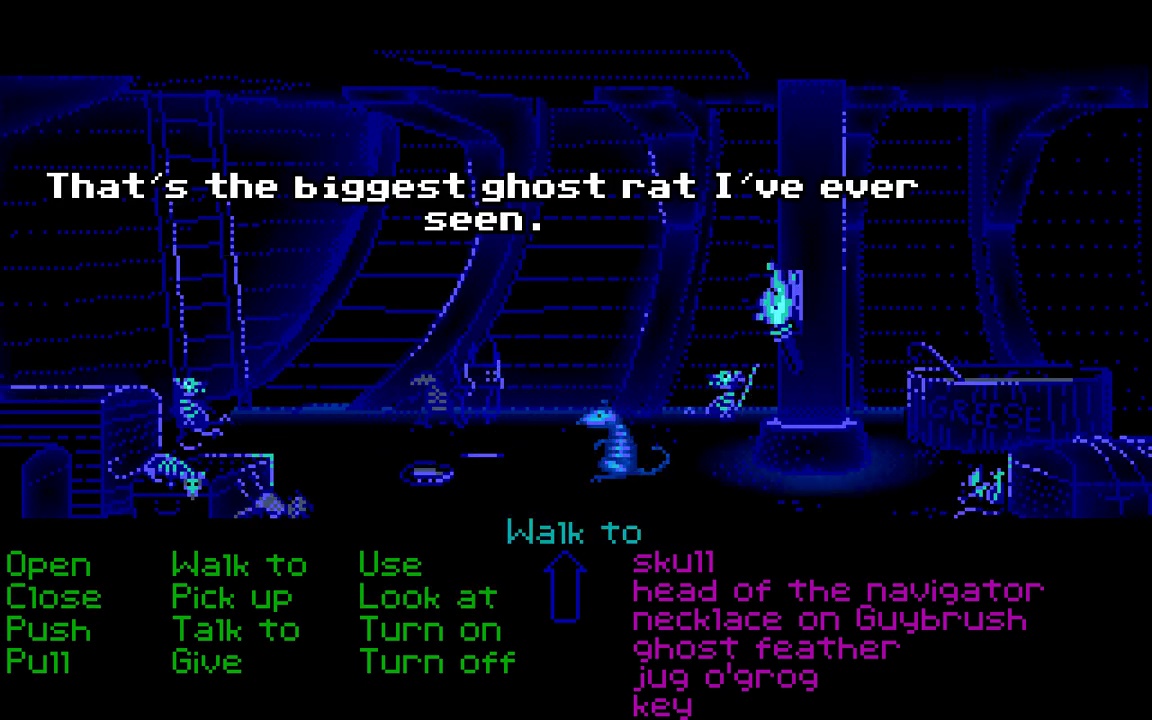 That's the biggest ghost rat I've ever
seen.
GREESE
Walk to
Open Walk to Use
Close Pick up Look at
Push Talk to Turn on
Pull Give Turn off
skull
head of the navigator
necklace on Guybrush
ghost feather
jug o'grog
key